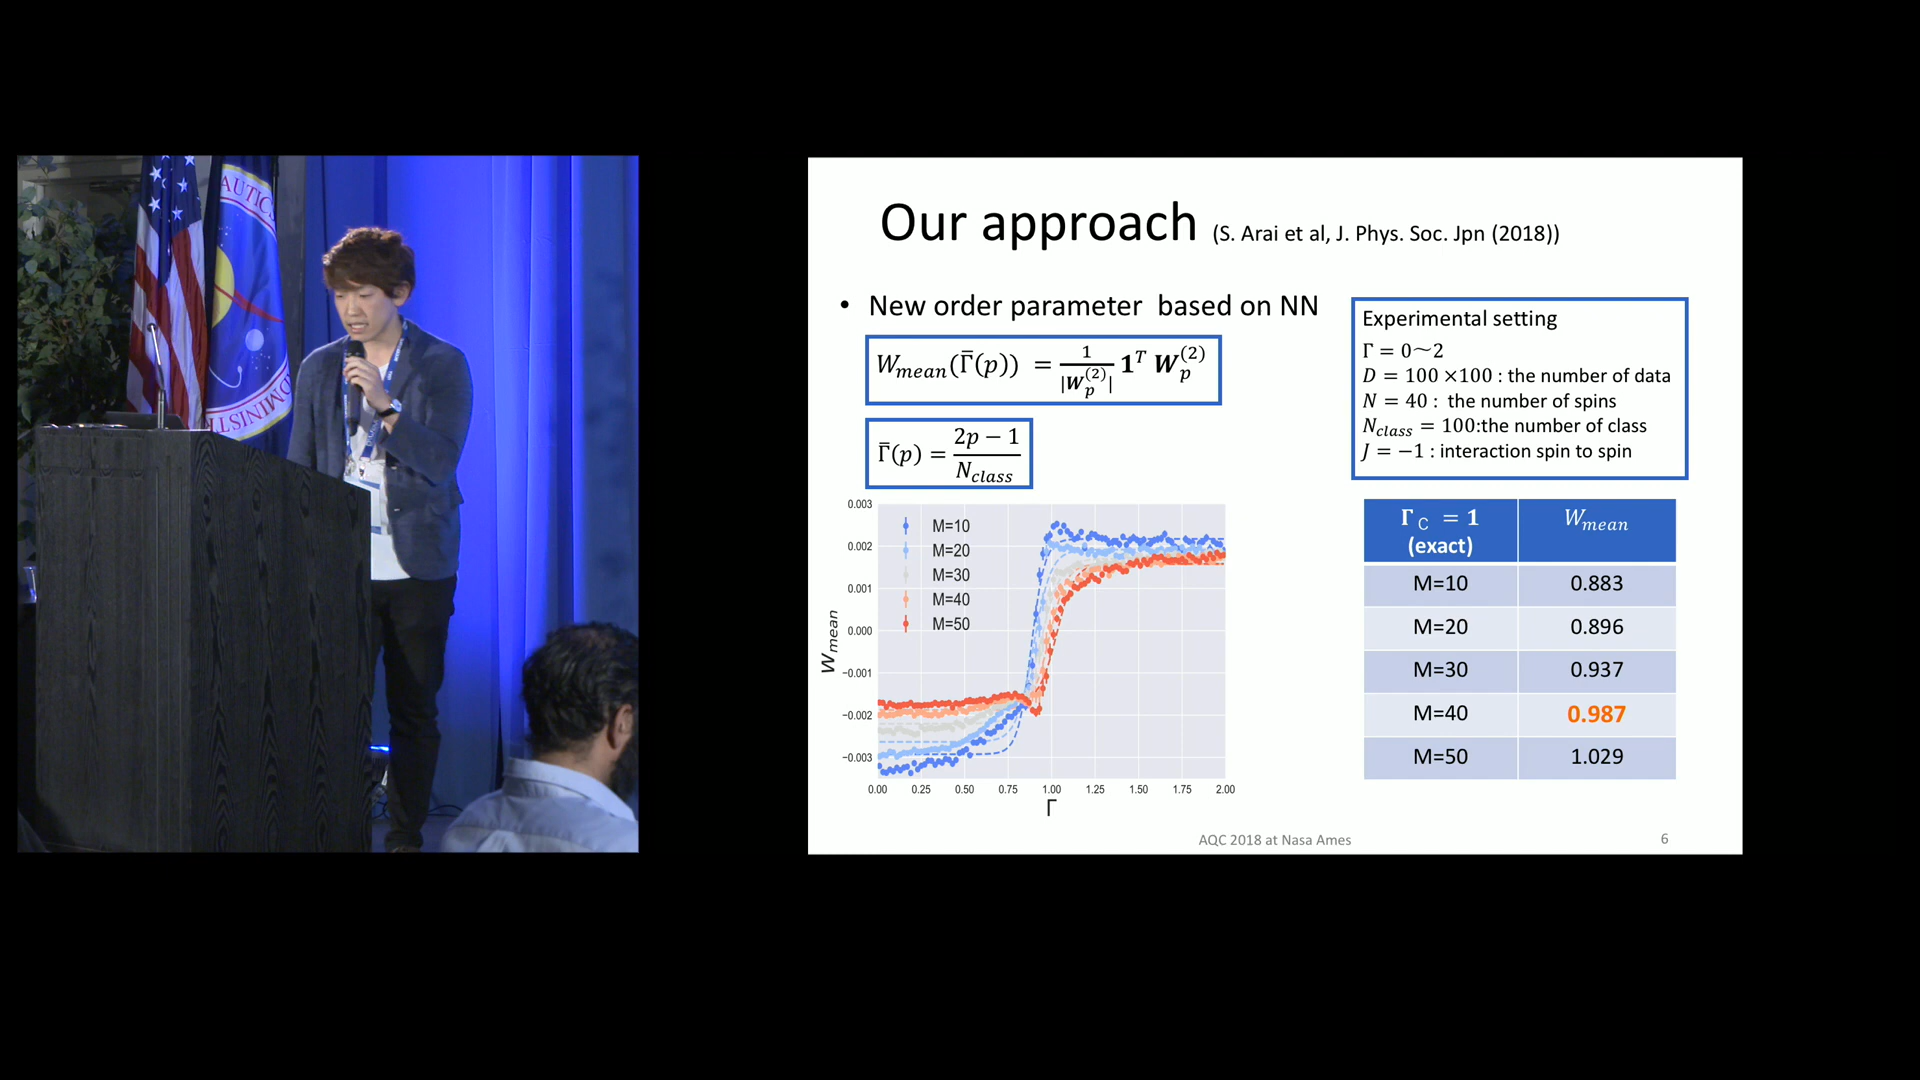 AUTICS
ADMINIST
Our approach (S. Arai et al, J. Phys. Soc. Jpn (2018))
• New order parameter based on NN
W_mean(Γ̄(p)) = 1/|W_p^(2)| 1^T W_p^(2)
Γ̄(p) = (2p − 1)/N_class
Experimental setting
Γ = 0～2
D = 100 ×100 : the number of data
N = 40 : the number of spins
N_class = 100:the number of class
J = −1 : interaction spin to spin
0.003
0.002
0.001
0.000
−0.001
−0.002
−0.003
W_mean
M=10
M=20
M=30
M=40
M=50
0.00 0.25 0.50 0.75 1.00 1.25 1.50 1.75 2.00
Γ
Γ_C = 1 (exact) W_mean
M=10 0.883
M=20 0.896
M=30 0.937
M=40 0.987
M=50 1.029
AQC 2018 at Nasa Ames
6